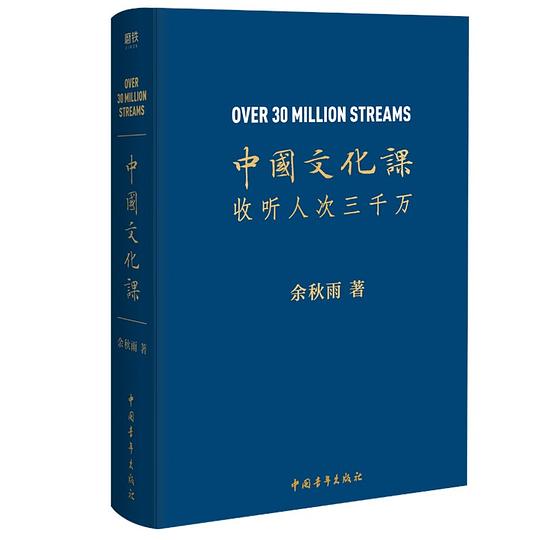 磨铁
OVER
30 MILLION
STREAMS
中國文化課
余秋雨 著
中国青年出版社
OVER 30 MILLION STREAMS
中國文化課
收听人次三千万
余秋雨 著
中国青年出版社